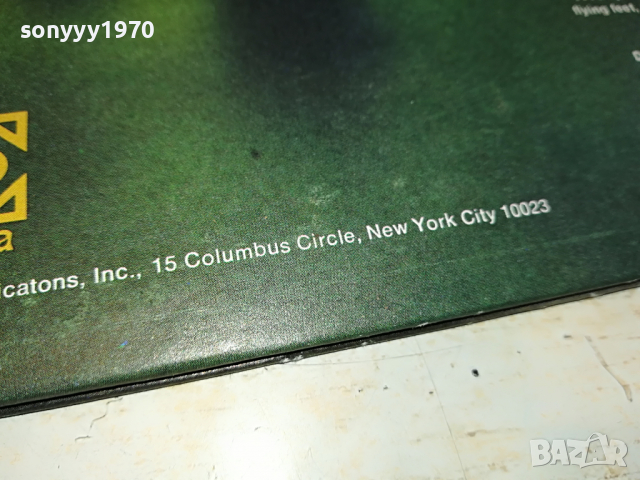 sonyyy1970
flying feet,
a
icatons, Inc., 15 Columbus Circle, New York City 10023
BAZAR